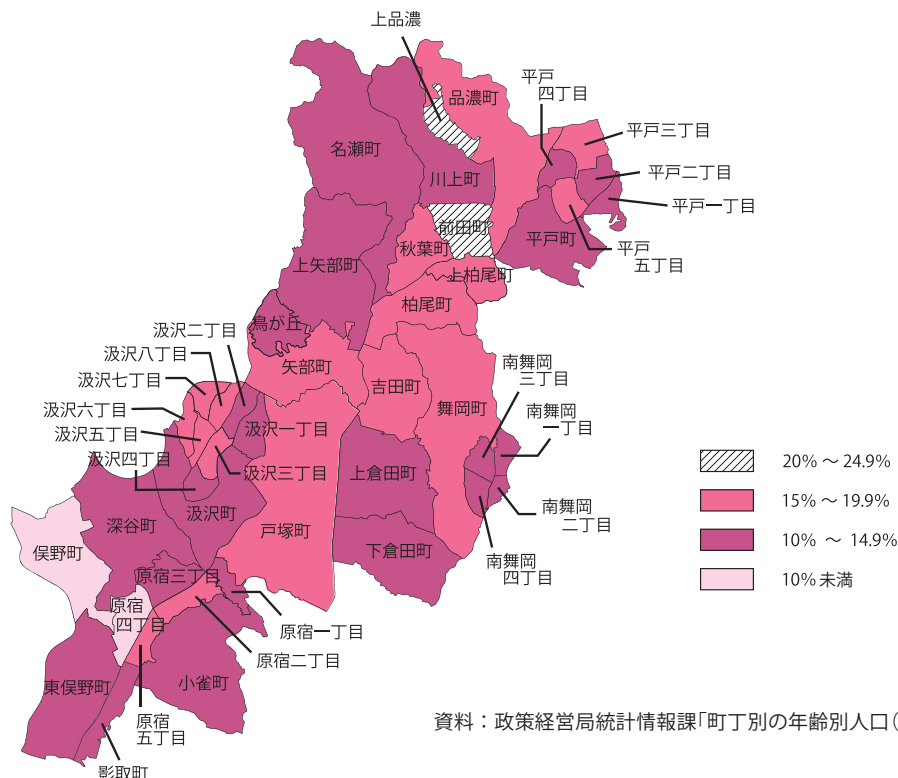 上品濃
品濃町
平戸
四丁目
平戸三丁目
名瀬町
川上町
平戸二丁目
平戸一丁目
前田町
秋葉町
平戸町
平戸
五丁目
上矢部町
上柏尾町
柏尾町
鳥が丘
汲沢二丁目
汲沢八丁目
矢部町
汲沢七丁目
吉田町
南舞岡
三丁目
汲沢六丁目
舞岡町
南舞岡
一丁目
汲沢五丁目
汲沢一丁目
汲沢四丁目
汲沢三丁目
上倉田町
20% ～ 24.9%
15% ～ 19.9%
10% ～ 14.9%
10% 未満
汲沢町
南舞岡
二丁目
深谷町
戸塚町
俣野町
下倉田町
南舞岡
四丁目
原宿三丁目
原宿
四丁目
原宿一丁目
原宿二丁目
小雀町
東俣野町
原宿
五丁目
影取町
資料：政策経営局統計情報課「町丁別の年齢別人口（